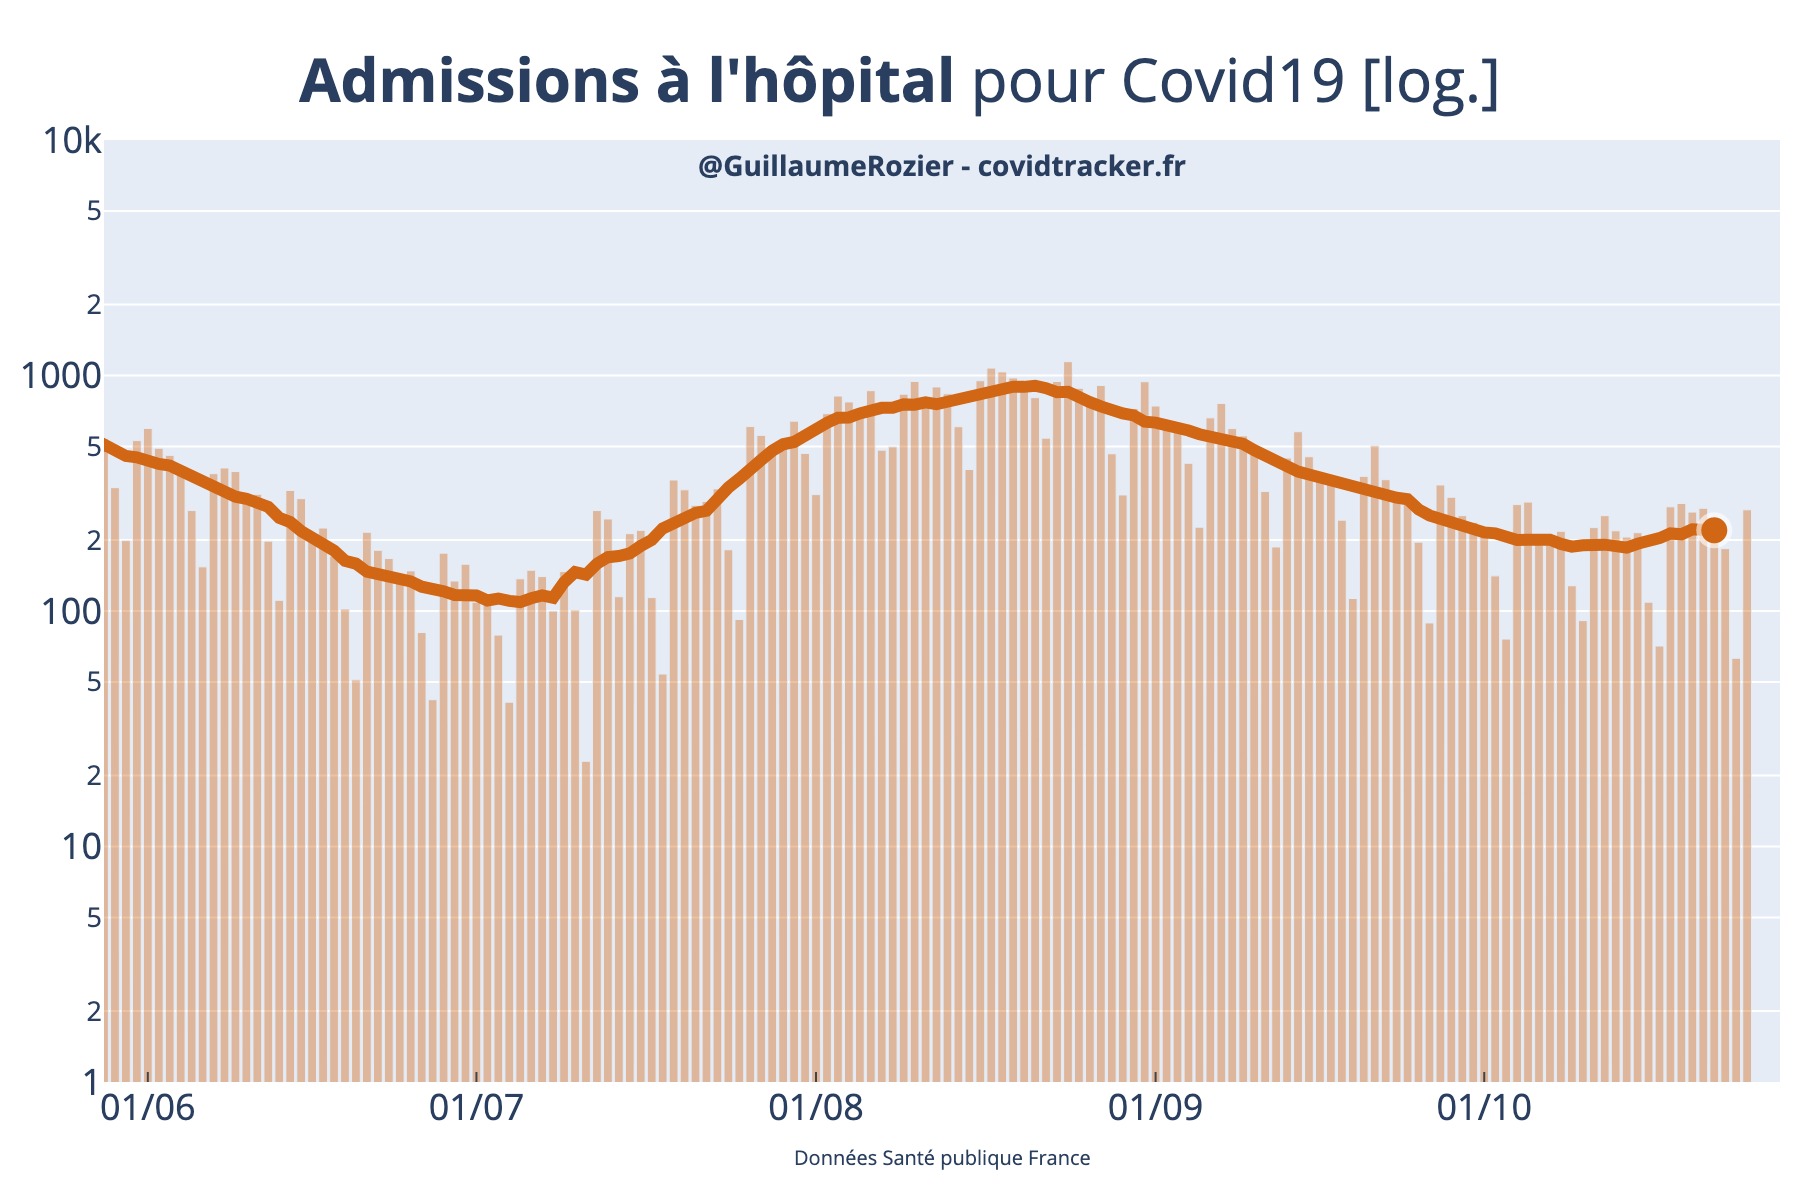 Admissions à l'hôpital pour Covid19 [log.]
@GuillaumeRozier - covidtracker.fr
10k
5
2
1000
5
2
100
5
2
10
5
2
1
01/06 01/07 01/08 01/09 01/10
Données Santé publique France